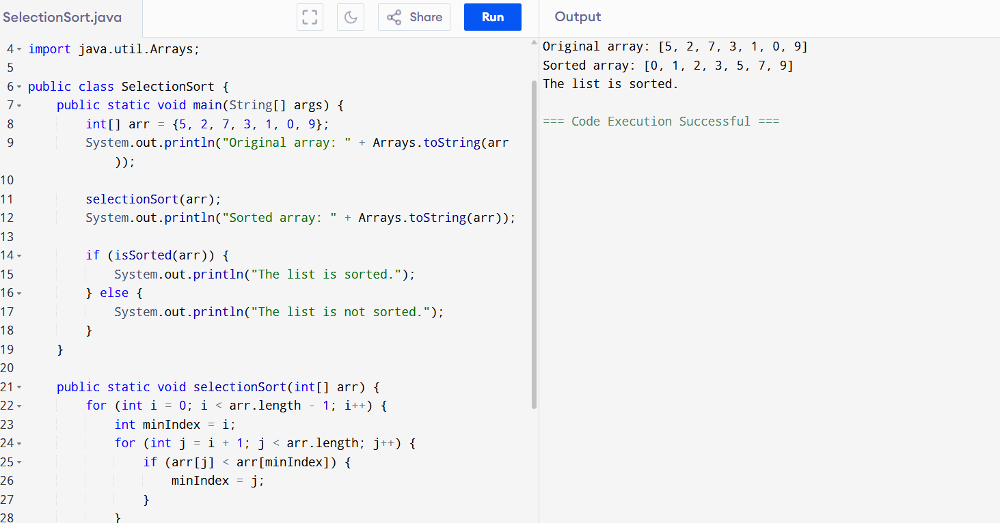 SelectionSort.java
Share
Run
Output
4 import java.util.Arrays;
5
6 public class SelectionSort {
7     public static void main(String[] args) {
8         int[] arr = {5, 2, 7, 3, 1, 0, 9};
9         System.out.println("Original array: " + Arrays.toString(arr
            ));
10
11         selectionSort(arr);
12         System.out.println("Sorted array: " + Arrays.toString(arr));
13
14         if (isSorted(arr)) {
15             System.out.println("The list is sorted.");
16         } else {
17             System.out.println("The list is not sorted.");
18         }
19     }
20
21     public static void selectionSort(int[] arr) {
22         for (int i = 0; i < arr.length - 1; i++) {
23             int minIndex = i;
24             for (int j = i + 1; j < arr.length; j++) {
25                 if (arr[j] < arr[minIndex]) {
26                     minIndex = j;
27                 }
28             }
Original array: [5, 2, 7, 3, 1, 0, 9]
Sorted array: [0, 1, 2, 3, 5, 7, 9]
The list is sorted.
=== Code Execution Successful ===